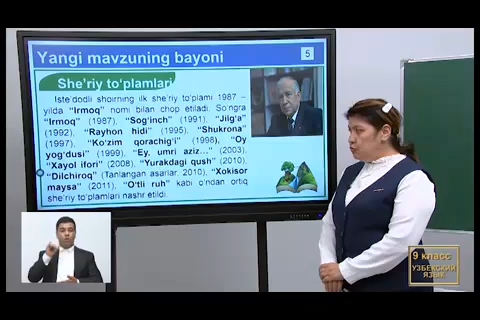 Yangi mavzuning bayoni
5
She'riy to'plamlari
Iste'dodli shoirning ilk she'riy to'plami 1987 –
yilda "Irmoq" nomi bilan chop etiladi. So'ngra
"Irmoq" (1987), "Sog'inch" (1991), "Jilg'a"
(1992), "Rayhon hidi" (1995), "Shukrona"
(1997), "Ko'zim qorachig'i" (1998), "Oy
yog'dusi" (1999), "Ey, umri aziz..." (2003),
"Xayol ifori" (2008), "Yurakdagi qush" (2010),
"Dilchiroq" (Tanlangan asarlar, 2010), "Xokisor
maysa" (2011), "O'tli ruh" kabi o'ndan ortiq
she'riy to'plamlari nashr etildi
9 класс
УЗБЕКСКИЙ
ЯЗЫК